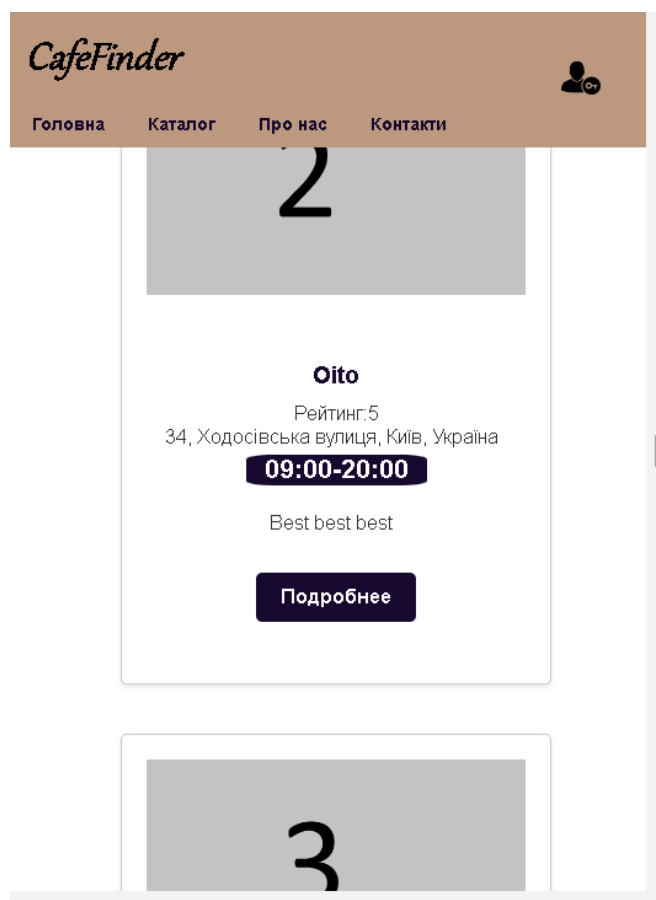 CafeFinder
Головна Каталог Про нас Контакти
2
Oito
Рейтинг:5
34, Ходосівська вулиця, Київ, Україна
09:00-20:00
Best best best
Подробнее
3